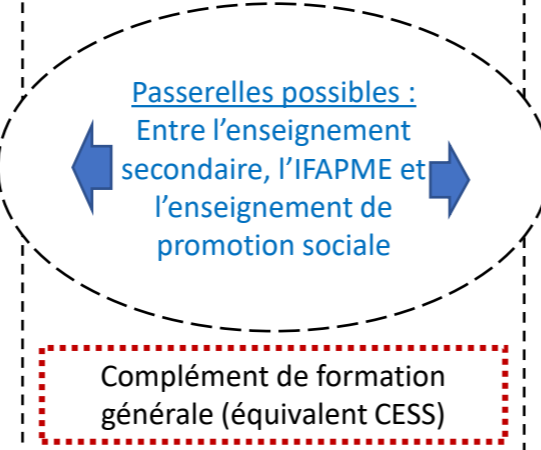 Passerelles possibles :
Entre l’enseignement
secondaire, l’IFAPME et
l’enseignement de
promotion sociale
Complément de formation
générale (équivalent CESS)